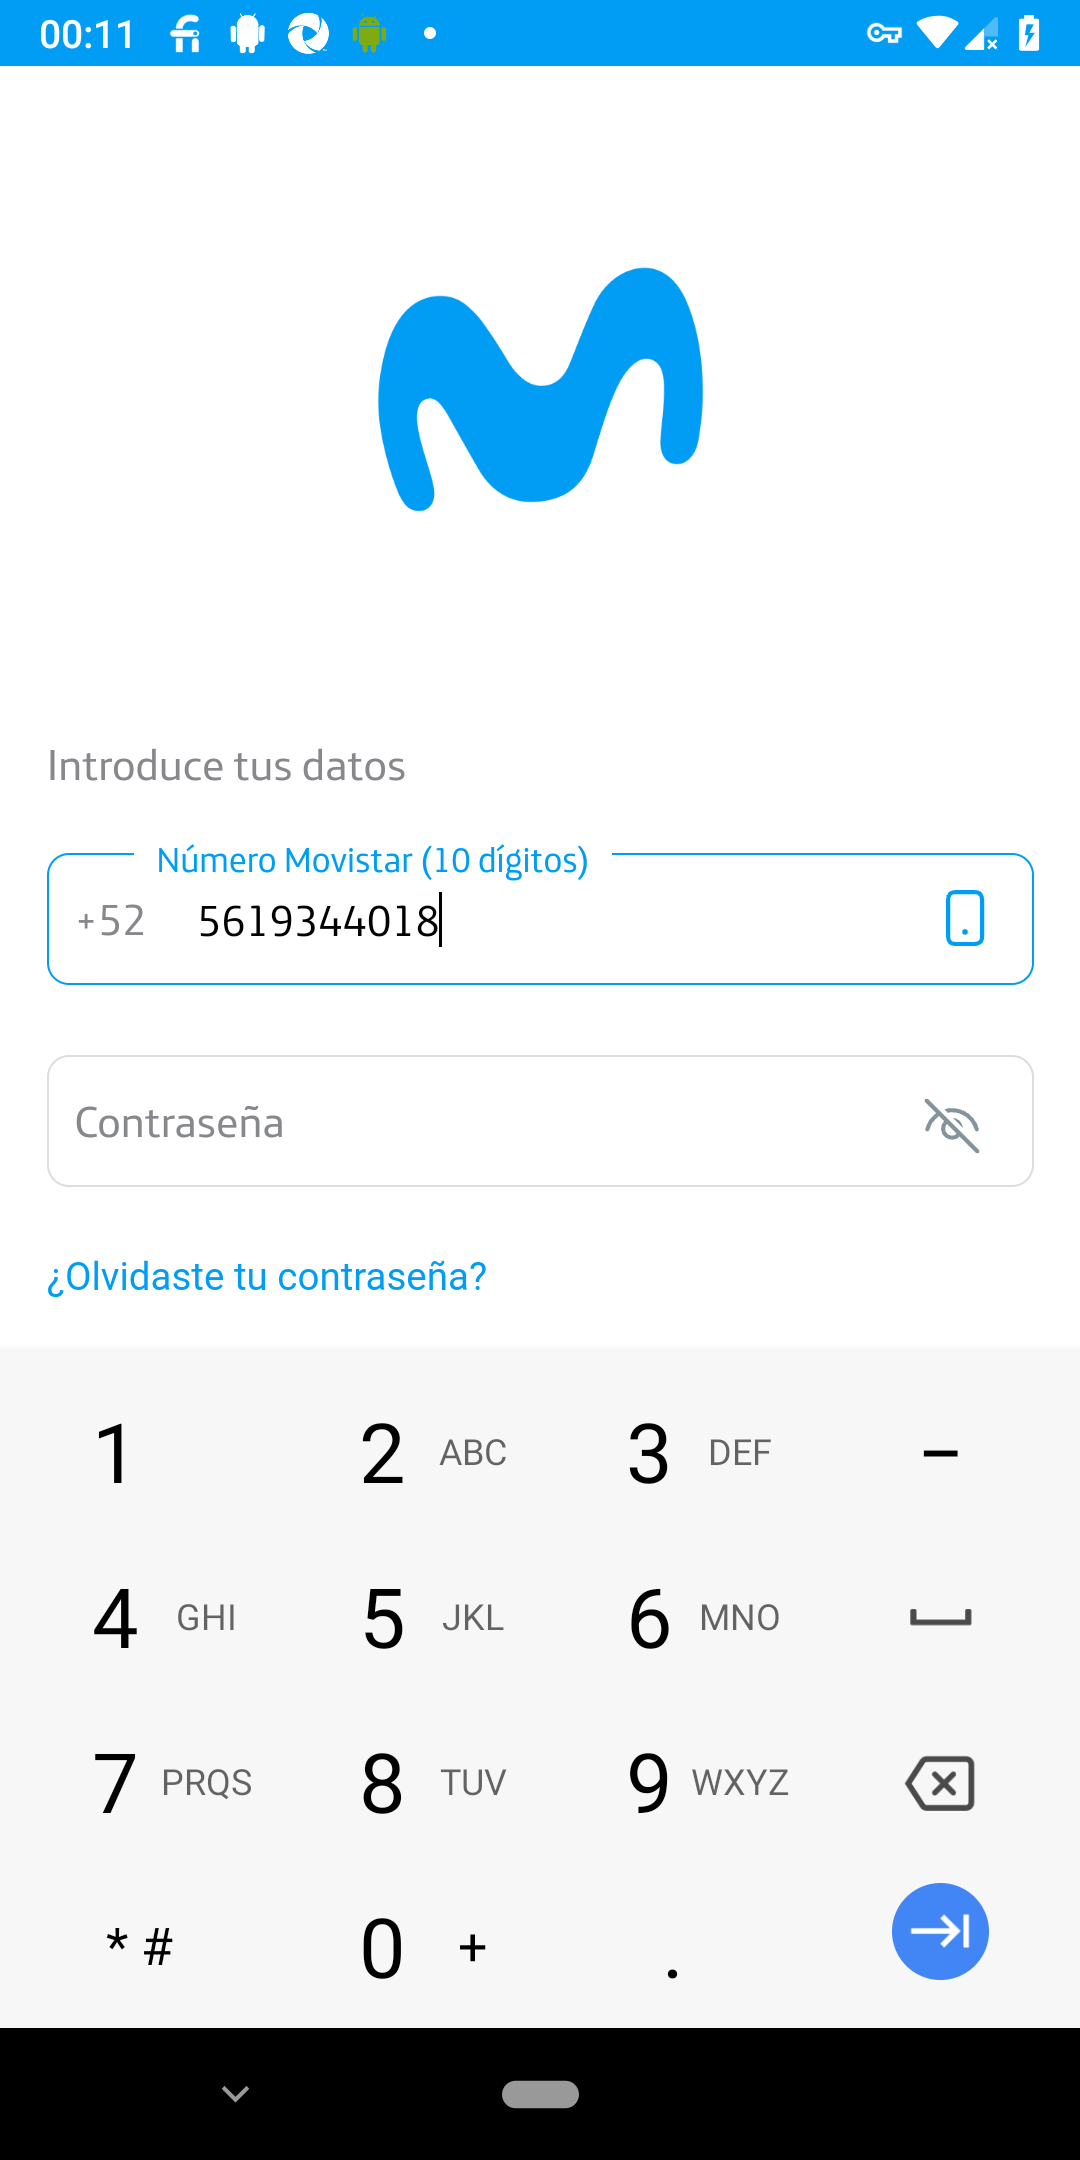 00:11
Introduce tus datos
Número Movistar (10 dígitos)
+52 5619344018
Contraseña
¿Olvidaste tu contraseña?
1 2 ABC 3 DEF –
4 GHI 5 JKL 6 MNO
7 PRQS 8 TUV 9 WXYZ
* # 0 + .